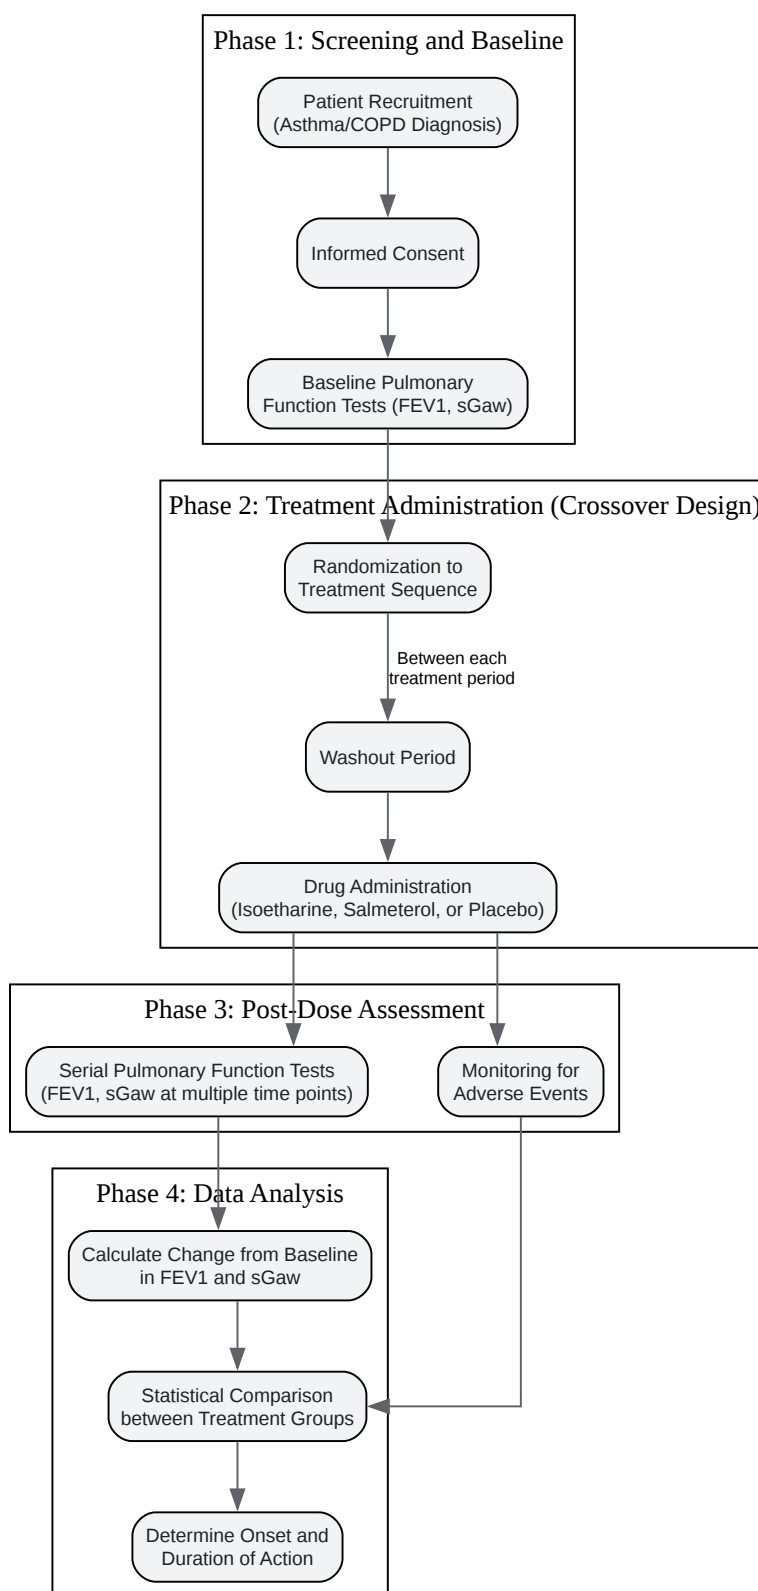 Phase 1: Screening and Baseline
Patient Recruitment
(Asthma/COPD Diagnosis)
Informed Consent
Baseline Pulmonary
Function Tests (FEV1, sGaw)
Phase 2: Treatment Administration (Crossover Design)
Randomization to
Treatment Sequence
Between each
treatment period
Washout Period
Drug Administration
(Isoetharine, Salmeterol, or Placebo)
Phase 3: Post-Dose Assessment
Serial Pulmonary Function Tests
(FEV1, sGaw at multiple time points)
Monitoring for
Adverse Events
Phase 4: Data Analysis
Calculate Change from Baseline
in FEV1 and sGaw
Statistical Comparison
between Treatment Groups
Determine Onset and
Duration of Action